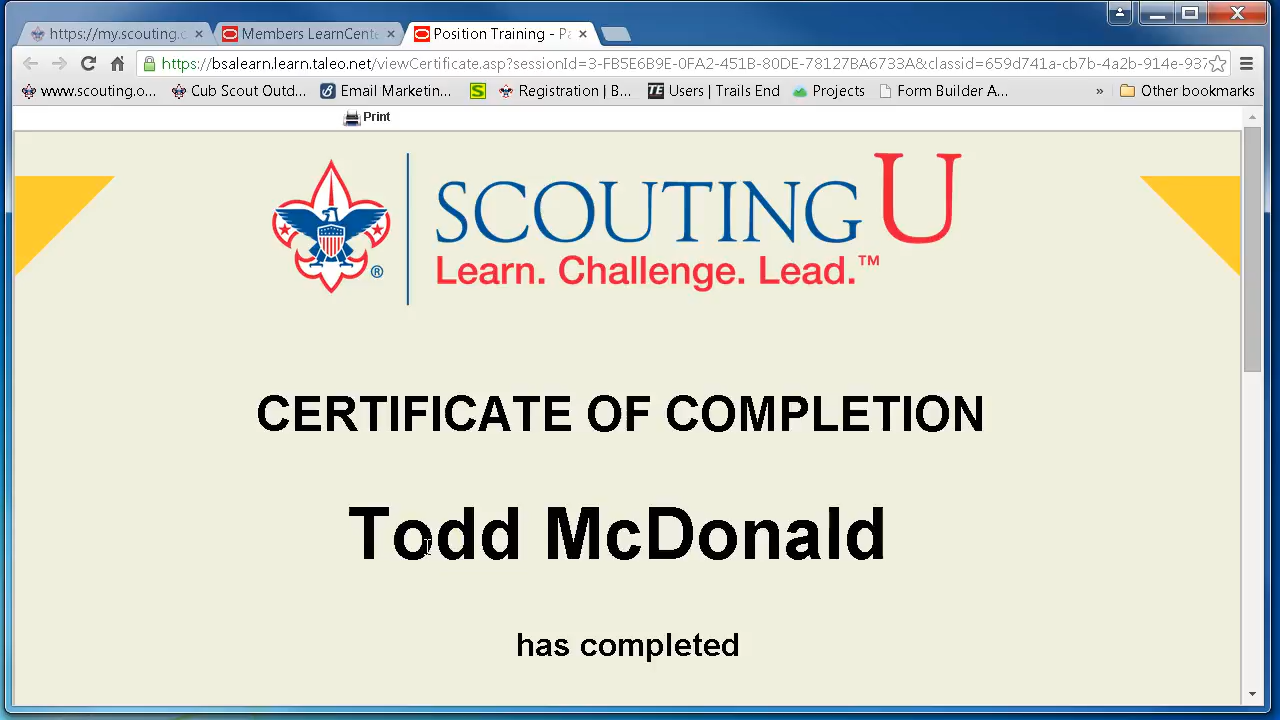 https://my.scouting.c
Members LearnCente
Position Training - Pa
https://bsalearn.learn.taleo.net/viewCertificate.asp?sessionId=3-FB5E6B9E-0FA2-451B-80DE-78127BA6733A&classid=659d741a-cb7b-4a2b-914e-937
www.scouting.o...
Cub Scout Outd...
Email Marketin...
S
Registration | B...
TE
Users | Trails End
Projects
Form Builder A...
»
Other bookmarks
Print
SCOUTING U
Learn. Challenge. Lead.™
®
CERTIFICATE OF COMPLETION
Todd McDonald
has completed